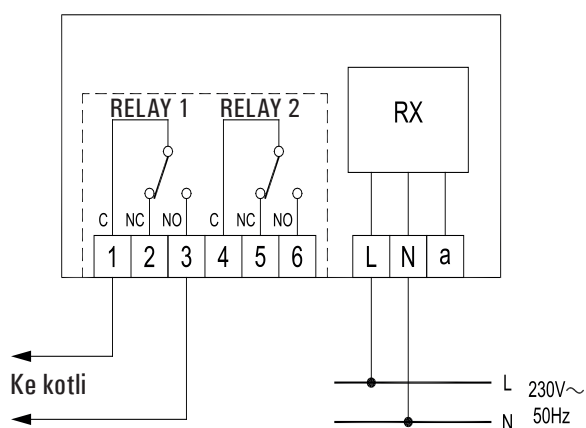 RELAY 1 RELAY 2
RX
C NC NO C NC NO
1 2 3 4 5 6 L N a
Ke kotli
L 230V~
N 50Hz